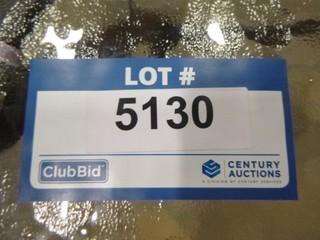 LOT #
5130
ClubBid
CENTURY
AUCTIONS
A DIVISION OF CENTURY SERVICES